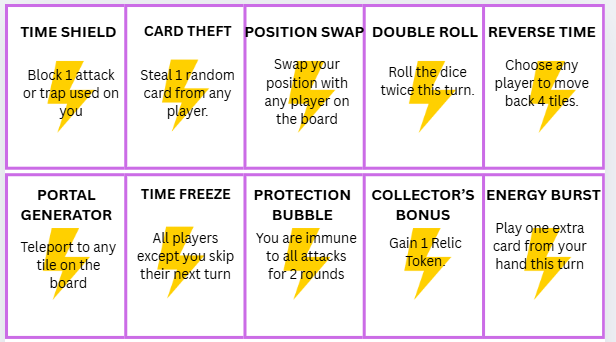 TIME SHIELD
Block 1 attack
or trap used on
you
CARD THEFT
Steal 1 random
card from any
player.
POSITION SWAP
Swap your
position with
any player on
the board
DOUBLE ROLL
Roll the dice
twice this turn.
REVERSE TIME
Choose any
player to move
back 4 tiles.
PORTAL
GENERATOR
Teleport to any
tile on the
board
TIME FREEZE
All players
except you skip
their next turn
PROTECTION
BUBBLE
You are immune
to all attacks
for 2 rounds
COLLECTOR'S
BONUS
Gain 1 Relic
Token.
ENERGY BURST
Play one extra
card from your
hand this turn